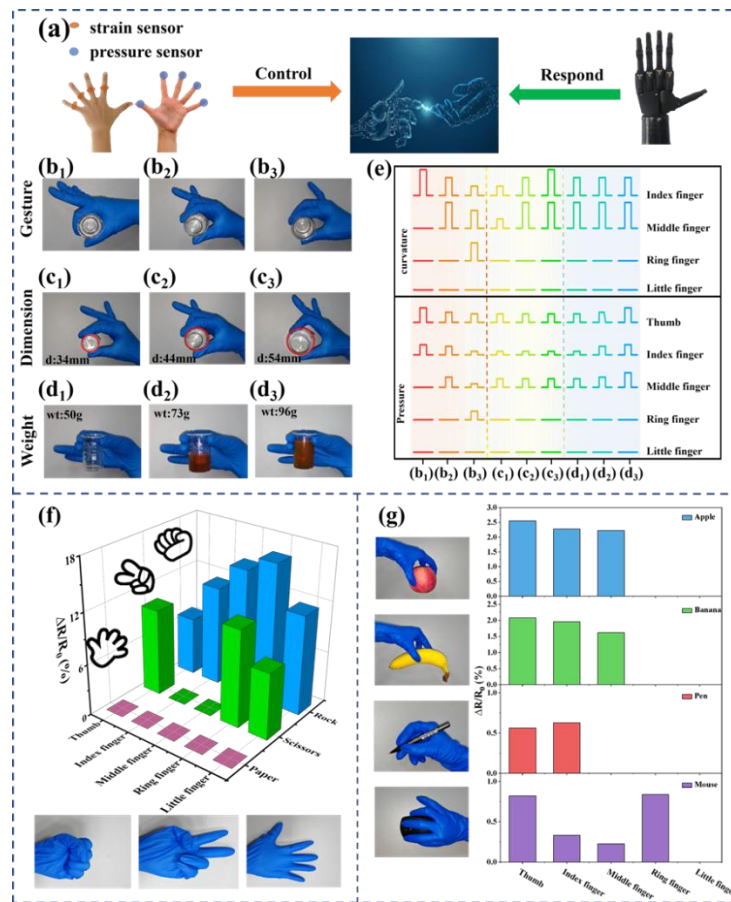 (a)
strain sensor
pressure sensor
Control
Respond
(b1)
(b2)
(b3)
Gesture
(c1)
(c2)
(c3)
Dimension
d:34mm
d:44mm
d:54mm
(d1)
(d2)
(d3)
Weight
wt:50g
wt:73g
wt:96g
(e)
curvature
Index finger
Middle finger
Ring finger
Little finger
Pressure
Thumb
Index finger
Middle finger
Ring finger
Little finger
(b1) (b2) (b3) (c1) (c2) (c3) (d1) (d2) (d3)
(f)
ΔR/R0 (%)
18
12
6
0
Thumb
Index finger
Middle finger
Ring finger
Little finger
Paper
Scissors
Rock
(g)
ΔR/R0 (%)
3.0
2.5
2.0
1.5
1.0
0.5
0.0
Apple
2.5
2.0
1.5
1.0
0.5
0.0
Banana
1.0
0.5
0.0
Pen
1.0
0.5
0.0
Mouse
Thumb
Index finger
Middle finger
Ring finger
Little finger